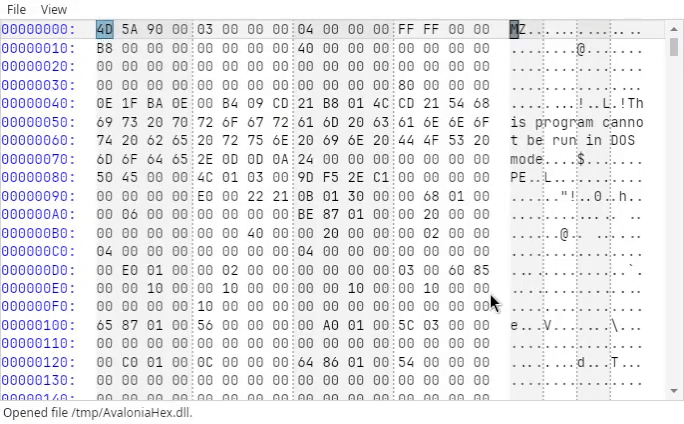 File View
00000000: 4D 5A 90 00 03 00 00 00 04 00 00 00 FF FF 00 00 MZ..............
00000010: B8 00 00 00 00 00 00 00 40 00 00 00 00 00 00 00 ........@.......
00000020: 00 00 00 00 00 00 00 00 00 00 00 00 00 00 00 00 ................
00000030: 00 00 00 00 00 00 00 00 00 00 00 00 80 00 00 00 ................
00000040: 0E 1F BA 0E 00 B4 09 CD 21 B8 01 4C CD 21 54 68 ........!..L.!Th
00000050: 69 73 20 70 72 6F 67 72 61 6D 20 63 61 6E 6E 6F is program canno
00000060: 74 20 62 65 20 72 75 6E 20 69 6E 20 44 4F 53 20 t be run in DOS
00000070: 6D 6F 64 65 2E 0D 0D 0A 24 00 00 00 00 00 00 00 mode....$.......
00000080: 50 45 00 00 4C 01 03 00 9D F5 2E C1 00 00 00 00 PE..L...........
00000090: 00 00 00 00 E0 00 22 21 0B 01 30 00 00 68 01 00 ......"!..0..h..
000000A0: 00 06 00 00 00 00 00 00 BE 87 01 00 00 20 00 00 ............. ..
000000B0: 00 00 00 00 00 00 40 00 00 20 00 00 00 02 00 00 ......@.. ......
000000C0: 04 00 00 00 00 00 00 00 04 00 00 00 00 00 00 00 ................
000000D0: 00 E0 01 00 00 02 00 00 00 00 00 00 03 00 60 85 ..............`.
000000E0: 00 00 10 00 00 10 00 00 00 00 10 00 00 10 00 00 ................
000000F0: 00 00 00 00 10 00 00 00 00 00 00 00 00 00 00 00 ................
00000100: 65 87 01 00 56 00 00 00 00 A0 01 00 5C 03 00 00 e...V.......\...
00000110: 00 00 00 00 00 00 00 00 00 00 00 00 00 00 00 00 ................
00000120: 00 C0 01 00 0C 00 00 00 64 86 01 00 54 00 00 00 ........d...T...
00000130: 00 00 00 00 00 00 00 00 00 00 00 00 00 00 00 00 ................
Opened file /tmp/AvaloniaHex.dll.